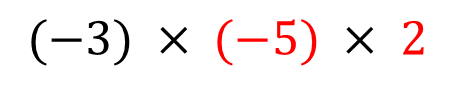 (−3) × (−5) × 2